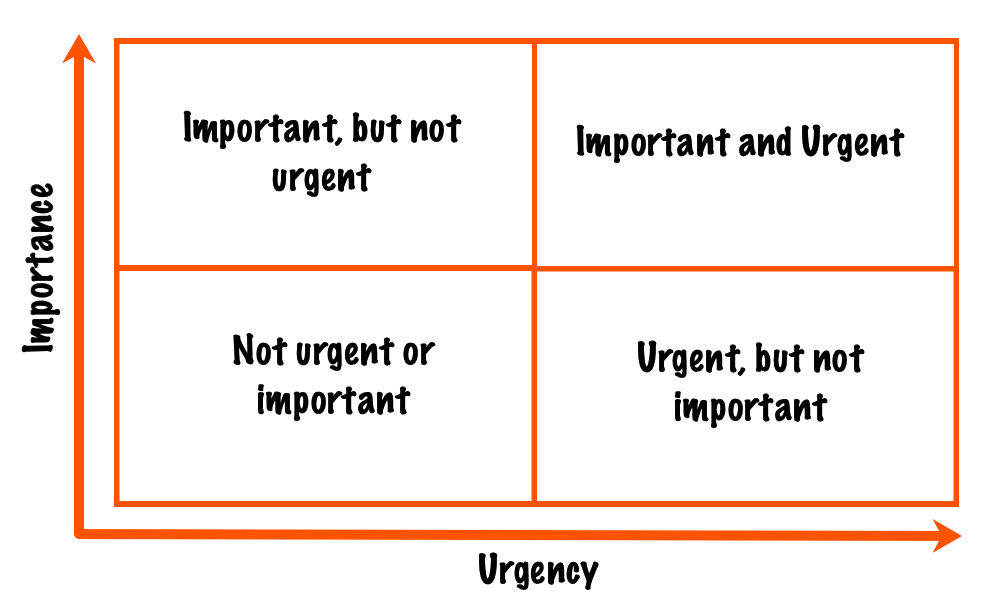 Important, but not
urgent
Important and Urgent
Importance
Not urgent or
important
Urgent, but not
important
Urgency